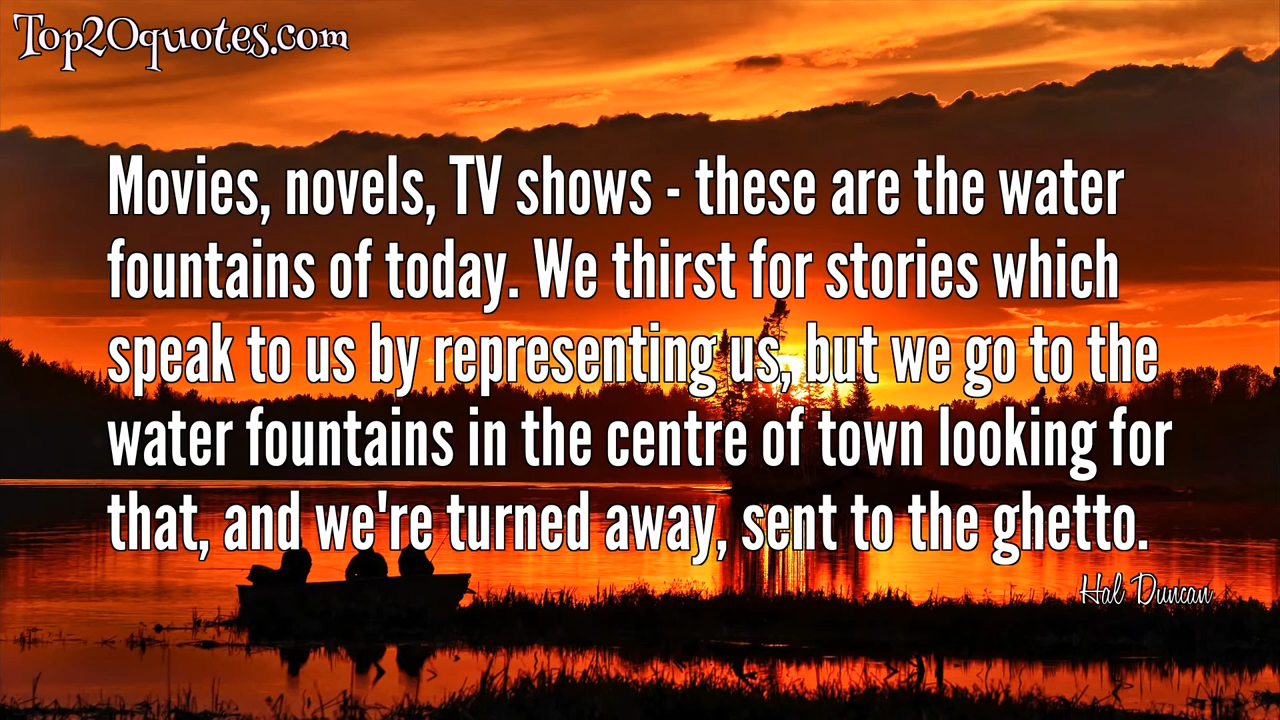 Top20quotes.com
Movies, novels, TV shows - these are the water
fountains of today. We thirst for stories which
speak to us by representing us, but we go to the
water fountains in the centre of town looking for
that, and we're turned away, sent to the ghetto.
Hal Duncan